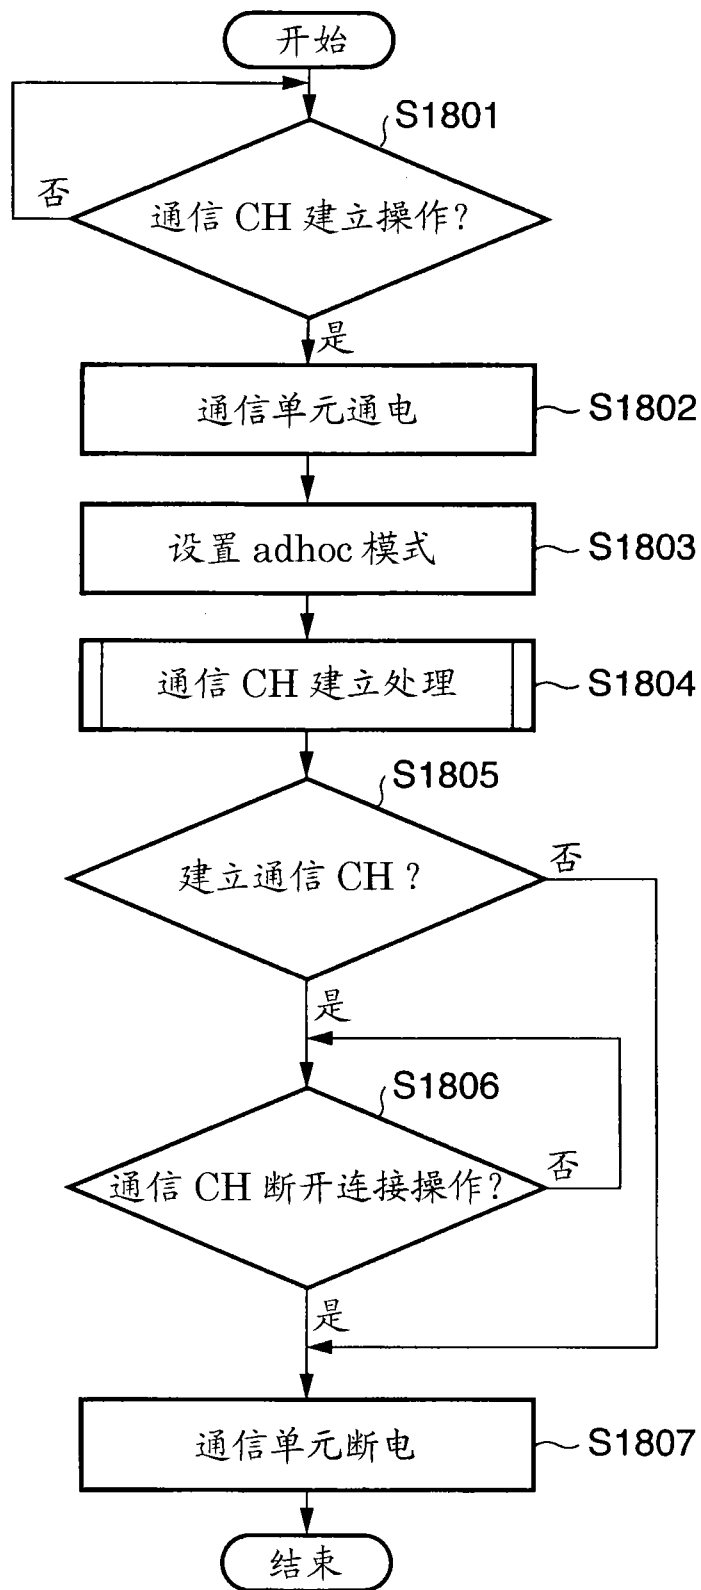 开始
S1801
否
通信 CH 建立操作?
是
通信单元通电
S1802
设置 adhoc 模式
S1803
通信 CH 建立处理
S1804
S1805
建立通信 CH ?
否
是
S1806
通信 CH 断开连接操作?
否
是
通信单元断电
S1807
结束